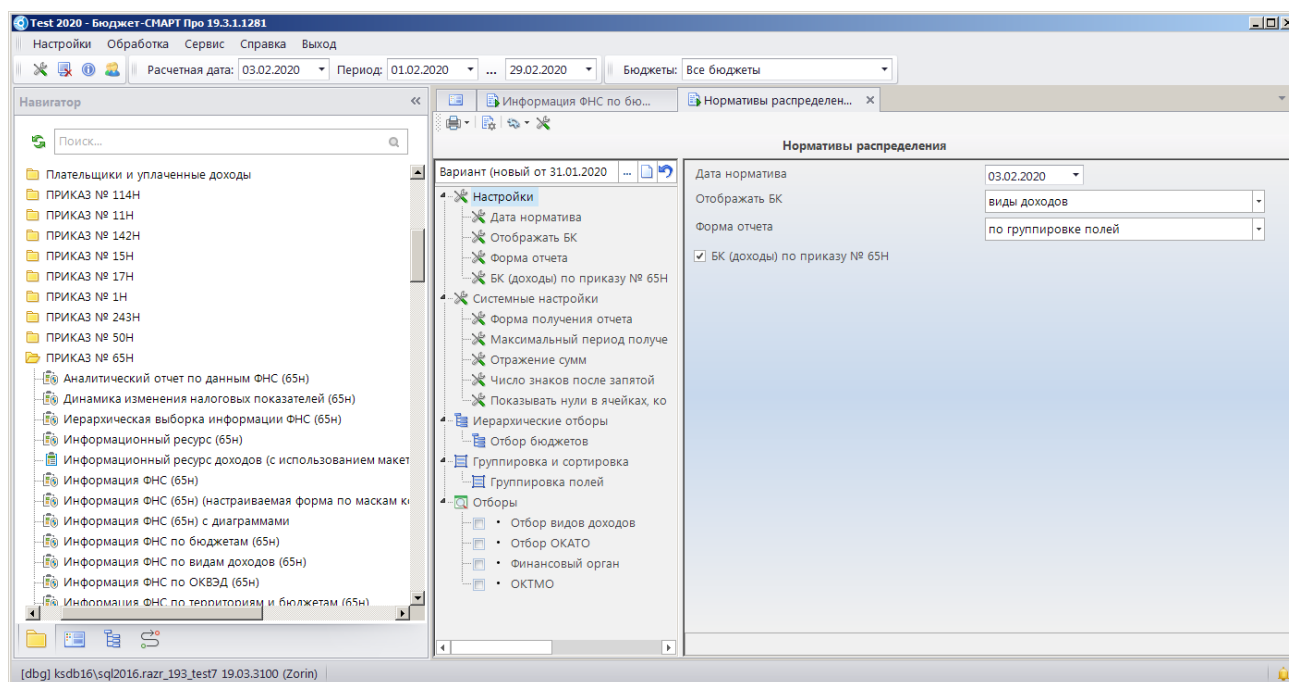 Test 2020 - Бюджет-СМАРТ Про 19.3.1.1281
Настройки Обработка Сервис Справка Выход
Расчетная дата: 03.02.2020 Период: 01.02.2020 ... 29.02.2020 Бюджеты: Все бюджеты
Навигатор
Поиск...
Плательщики и уплаченные доходы
ПРИКАЗ № 114Н
ПРИКАЗ № 11Н
ПРИКАЗ № 142Н
ПРИКАЗ № 15Н
ПРИКАЗ № 17Н
ПРИКАЗ № 1Н
ПРИКАЗ № 243Н
ПРИКАЗ № 50Н
ПРИКАЗ № 65Н
Аналитический отчет по данным ФНС (65н)
Динамика изменения налоговых показателей (65н)
Иерархическая выборка информации ФНС (65н)
Информационный ресурс (65н)
Информационный ресурс доходов (с использованием макет
Информация ФНС (65н)
Информация ФНС (65н) (настраиваемая форма по маскам к
Информация ФНС (65н) с диаграммами
Информация ФНС по бюджетам (65н)
Информация ФНС по видам доходов (65н)
Информация ФНС по ОКВЭД (65н)
Информация ФНС по территориям и бюджетам (65н)
Информация ФНС по бю...
Нормативы распределен...
Нормативы распределения
Вариант (новый от 31.01.2020 ...
Настройки
Дата норматива
Отображать БК
Форма отчета
БК (доходы) по приказу № 65Н
Системные настройки
Форма получения отчета
Максимальный период получе
Отражение сумм
Число знаков после запятой
Показывать нули в ячейках, ко
Иерархические отборы
Отбор бюджетов
Группировка и сортировка
Группировка полей
Отборы
Отбор видов доходов
Отбор ОКАТО
Финансовый орган
ОКТМО
Дата норматива 03.02.2020
Отображать БК виды доходов
Форма отчета по группировке полей
БК (доходы) по приказу № 65Н
[dbg] ksdb16\sql2016.razr_193_test7 19.03.3100 (Zorin)